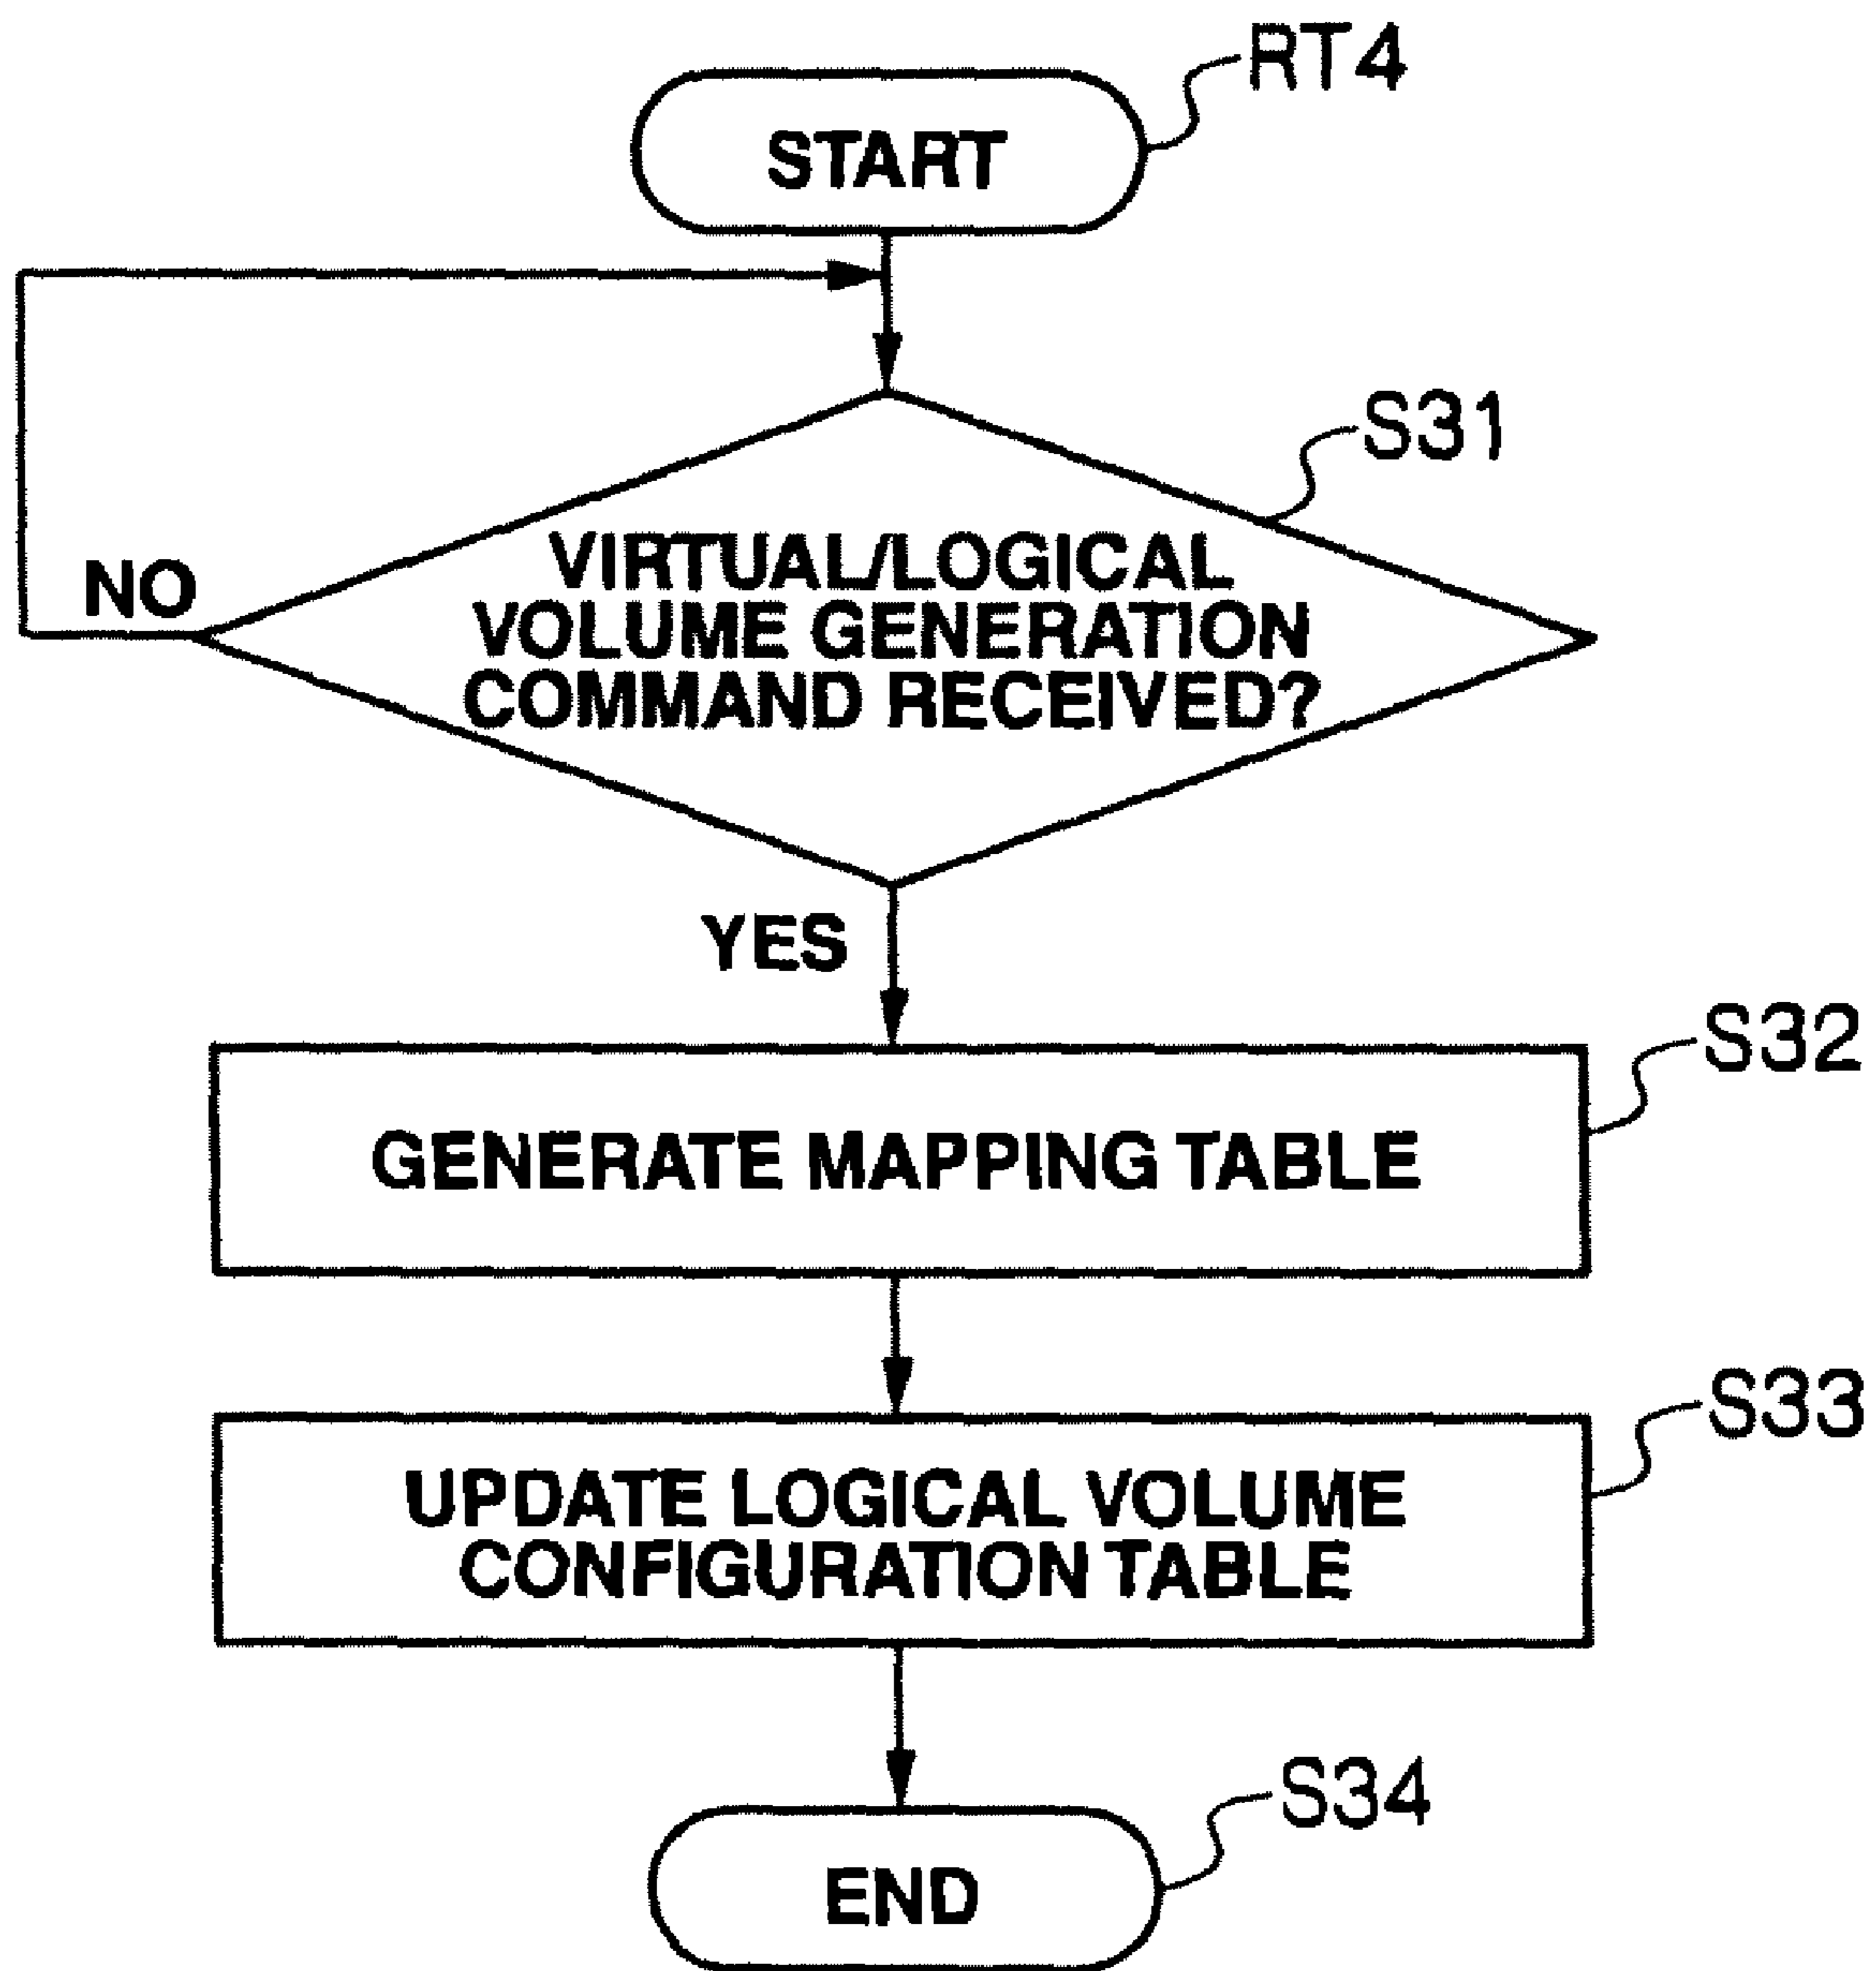 RT4
START
S31
VIRTUAL/LOGICAL
VOLUME GENERATION
COMMAND RECEIVED?
NO
YES
S32
GENERATE MAPPING TABLE
S33
UPDATE LOGICAL VOLUME
CONFIGURATION TABLE
S34
END